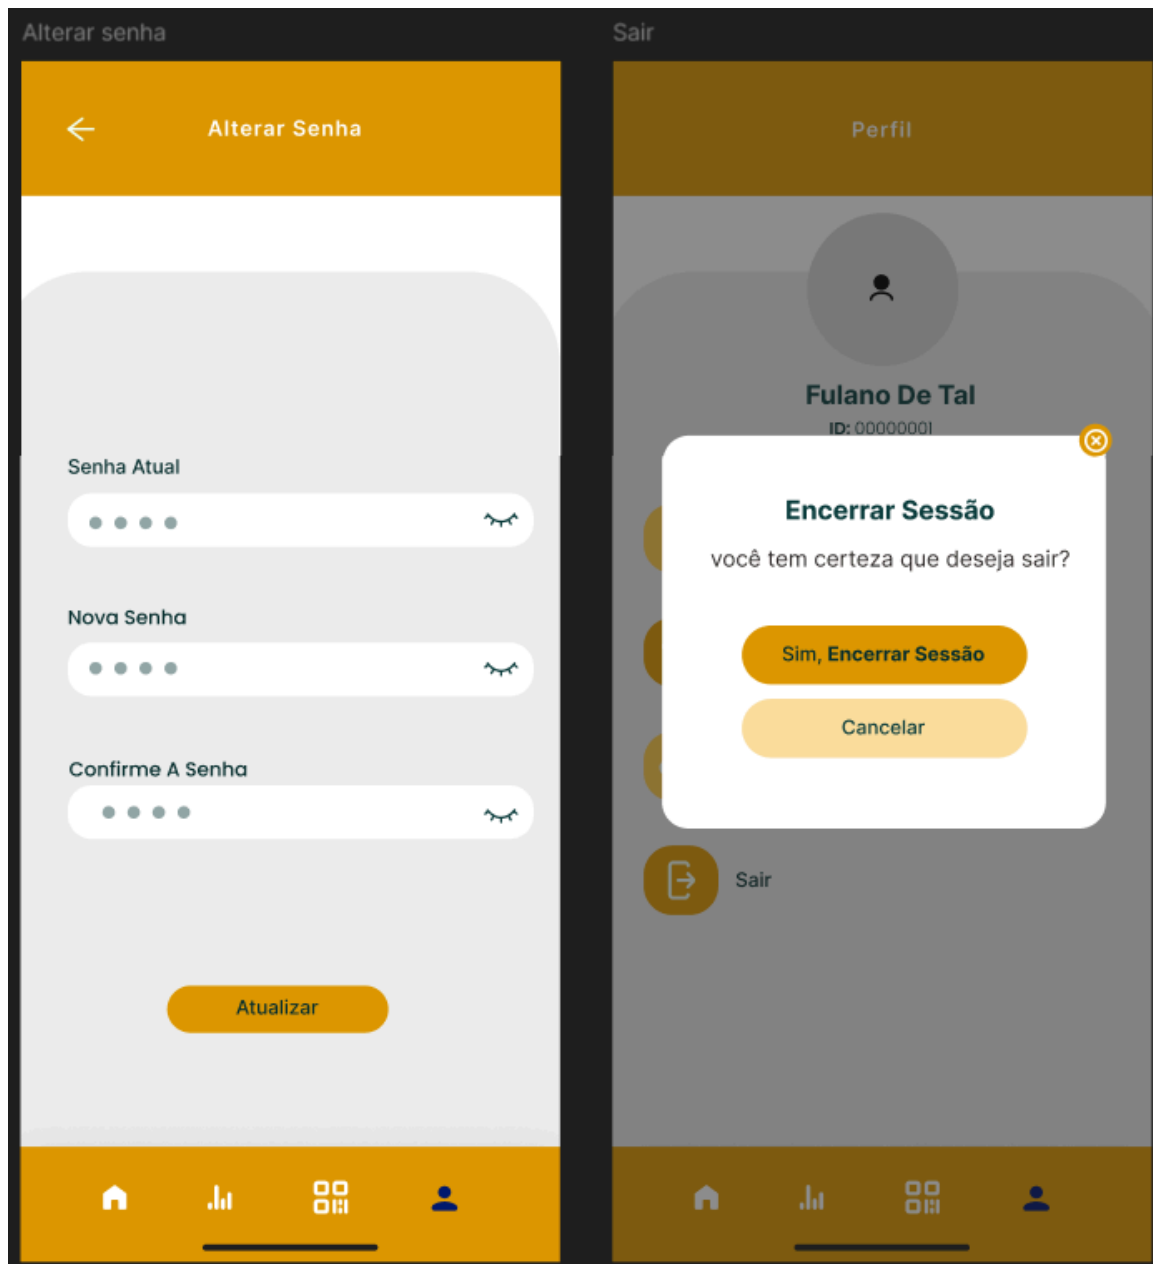 Alterar senha
Alterar Senha
Senha Atual
Nova Senha
Confirme A Senha
Atualizar
Sair
Perfil
Fulano De Tal
ID: 00000001
Encerrar Sessão
você tem certeza que deseja sair?
Sim, Encerrar Sessão
Cancelar
Sair